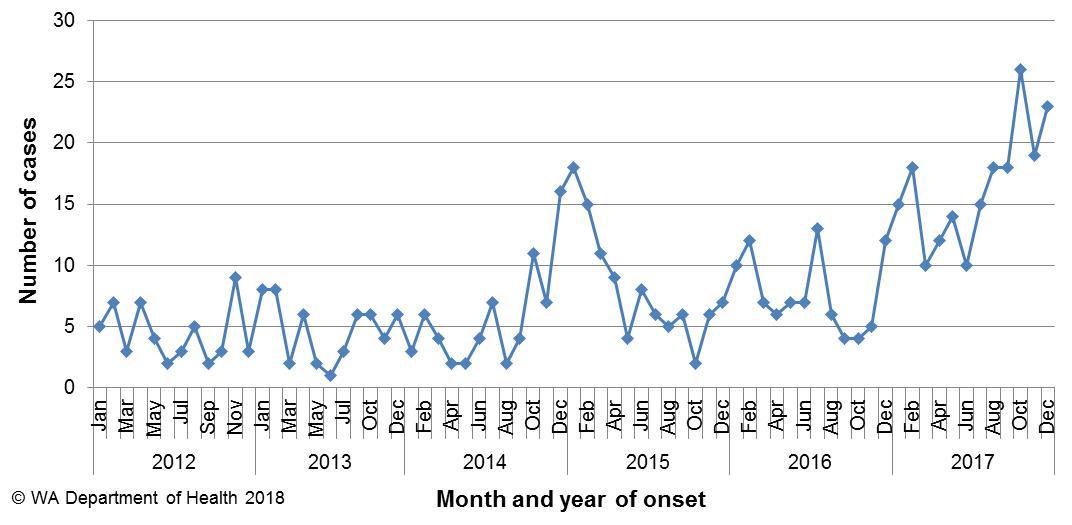 30
25
20
15
10
5
0
Number of cases
Jan Mar May Jul Sep Nov Jan Mar May Jul Oct Dec Feb Apr Jun Aug Oct Dec Feb Apr Jun Aug Oct Dec Feb Apr Jun Aug Oct Dec Feb Apr Jun Aug Oct Dec
2012 2013 2014 2015 2016 2017
© WA Department of Health 2018
Month and year of onset